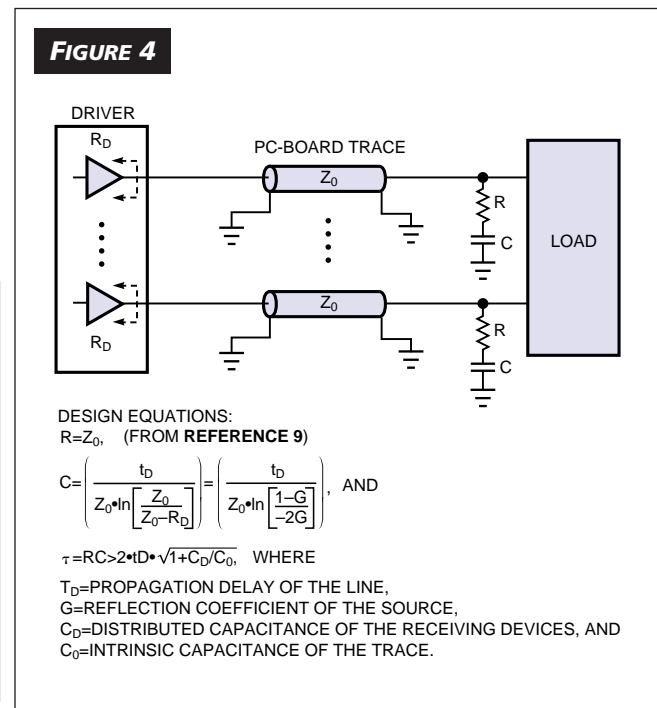 FIGURE 4
DRIVER
R_D
PC-BOARD TRACE
Z_0
R
C
LOAD
Z_0
R_D
R
C
DESIGN EQUATIONS:
R=Z_0, (FROM REFERENCE 9)
C=(t_D/(Z_0•ln[Z_0/(Z_0–R_D)]))=(t_D/(Z_0•ln[(1–G)/(–2G)])), AND
τ=RC>2•tD•√(1+C_D/C_0), WHERE
T_D=PROPAGATION DELAY OF THE LINE,
G=REFLECTION COEFFICIENT OF THE SOURCE,
C_D=DISTRIBUTED CAPACITANCE OF THE RECEIVING DEVICES, AND
C_0=INTRINSIC CAPACITANCE OF THE TRACE.